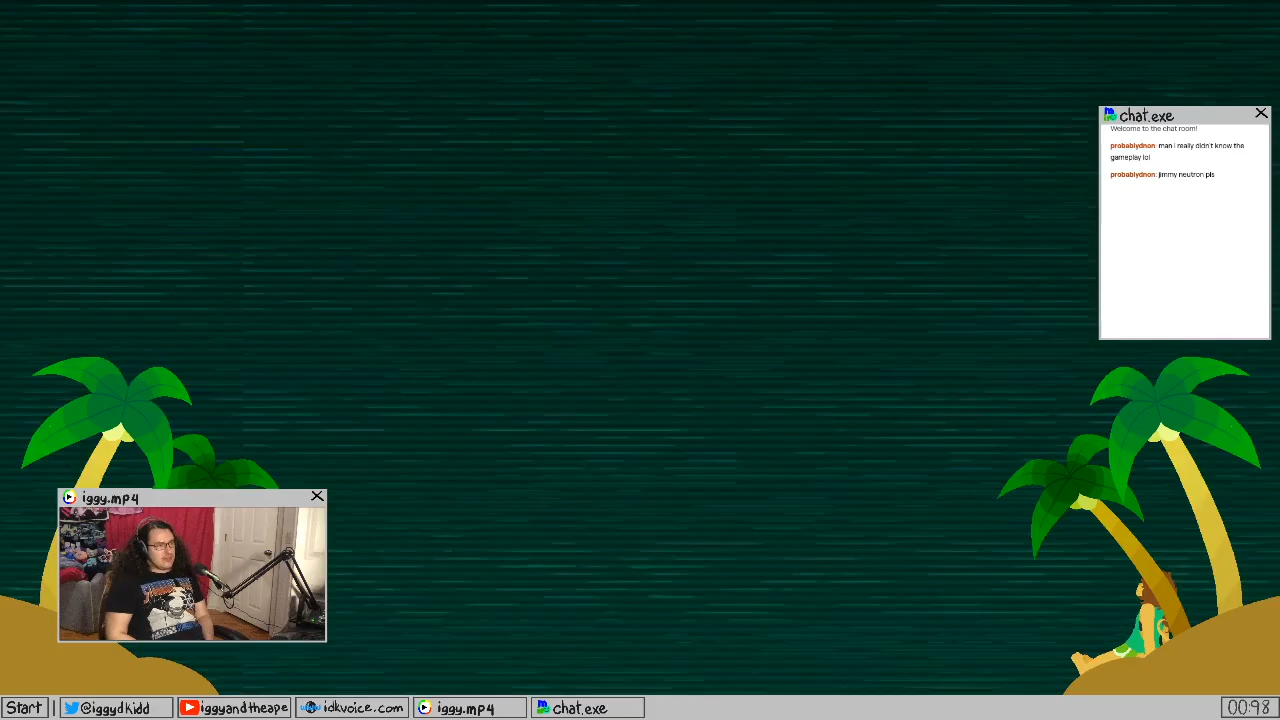 chat.exe
Welcome to the chat room!
probablydnon: man i really didn't know the
gameplay lol
probablydnon: jimmy neutron pls
iggy.mp4
Start
@iggydkidd
iggyandtheape
idkvoice.com
iggy.mp4
chat.exe
00:98